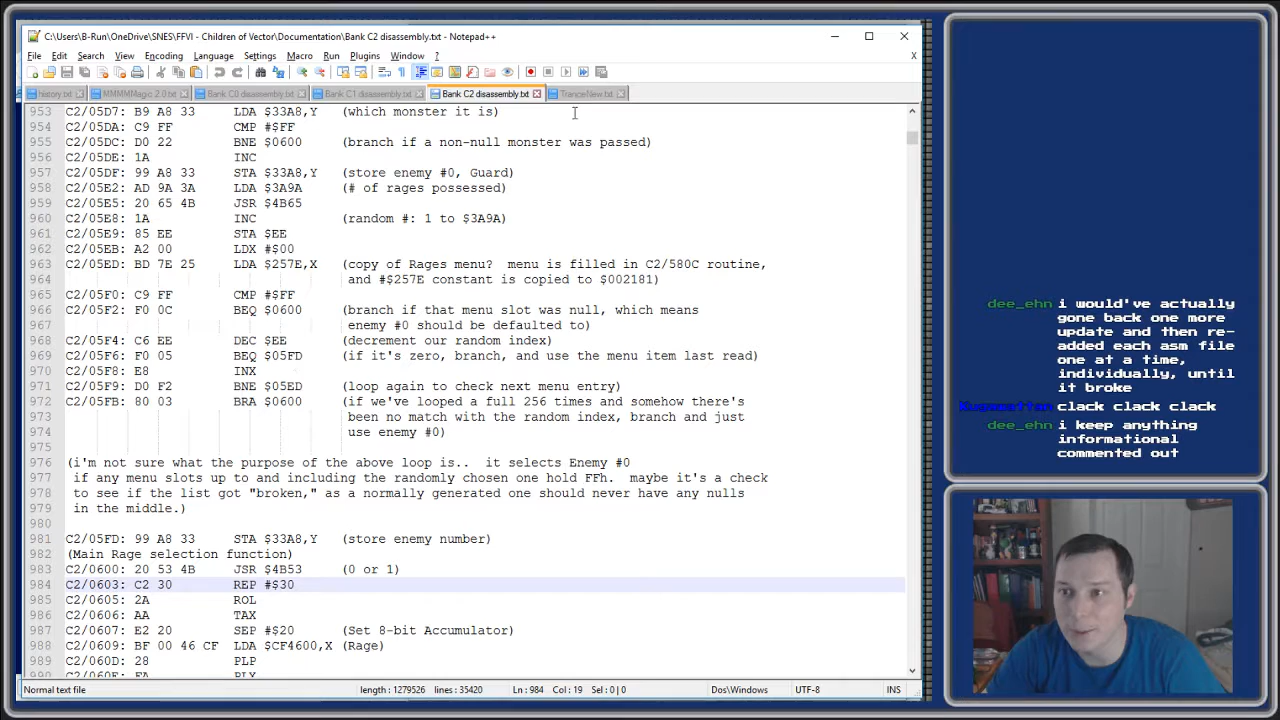 C:\Users\B-Run\OneDrive\SNES\FFVI - Children of Vector\Documentation\Bank C2 disassembly.txt - Notepad++
File Edit Search View Encoding Language Settings Macro Run Plugins Window ? X
history.txt MMMMMagic 2.0.txt Bank C0 disassembly.txt Bank C1 disassembly.txt Bank C2 disassembly.txt TranceNew.txt
953 C2/05D7: B9 A8 33 LDA $33A8,Y (which monster it is)
954 C2/05DA: C9 FF CMP #$FF
955 C2/05DC: D0 22 BNE $0600 (branch if a non-null monster was passed)
956 C2/05DE: 1A INC
957 C2/05DF: 99 A8 33 STA $33A8,Y (store enemy #0, Guard)
958 C2/05E2: AD 9A 3A LDA $3A9A (# of rages possessed)
959 C2/05E5: 20 65 4B JSR $4B65
960 C2/05E8: 1A INC (random #: 1 to $3A9A)
961 C2/05E9: 85 EE STA $EE
962 C2/05EB: A2 00 LDX #$00
963 C2/05ED: BD 7E 25 LDA $257E,X (copy of Rages menu? menu is filled in C2/580C routine,
964 and #$257E constant is copied to $002181)
965 C2/05F0: C9 FF CMP #$FF
966 C2/05F2: F0 0C BEQ $0600 (branch if that menu slot was null, which means
967 enemy #0 should be defaulted to)
968 C2/05F4: C6 EE DEC $EE (decrement our random index)
969 C2/05F6: F0 05 BEQ $05FD (if it's zero, branch, and use the menu item last read)
970 C2/05F8: E8 INX
971 C2/05F9: D0 F2 BNE $05ED (loop again to check next menu entry)
972 C2/05FB: 80 03 BRA $0600 (if we've looped a full 256 times and somehow there's
973 been no match with the random index, branch and just
974 use enemy #0)
975
976 (i'm not sure what the purpose of the above loop is.. it selects Enemy #0
977 if any menu slots up to and including the randomly chosen one hold FFh. maybe it's a check
978 to see if the list got "broken," as a normally generated one should never have any nulls
979 in the middle.)
980
981 C2/05FD: 99 A8 33 STA $33A8,Y (store enemy number)
982 (Main Rage selection function)
983 C2/0600: 20 53 4B JSR $4B53 (0 or 1)
984 C2/0603: C2 30 REP #$30
985 C2/0605: 2A ROL
986 C2/0606: AA TAX
987 C2/0607: E2 20 SEP #$20 (Set 8-bit Accumulator)
988 C2/0609: BF 00 46 CF LDA $CF4600,X (Rage)
989 C2/060D: 28 PLP
990 C2/060E: FA PLX
Normal text file length : 1279526 lines : 35420 Ln : 984 Col : 19 Sel : 0 | 0 Dos\Windows UTF-8 INS
dee_ehn i would've actually
gone back one more
update and then re-
added each asm file
one at a time,
individually, until
it broke
clack clack clack
dee_ehn i keep anything
informational
commented out